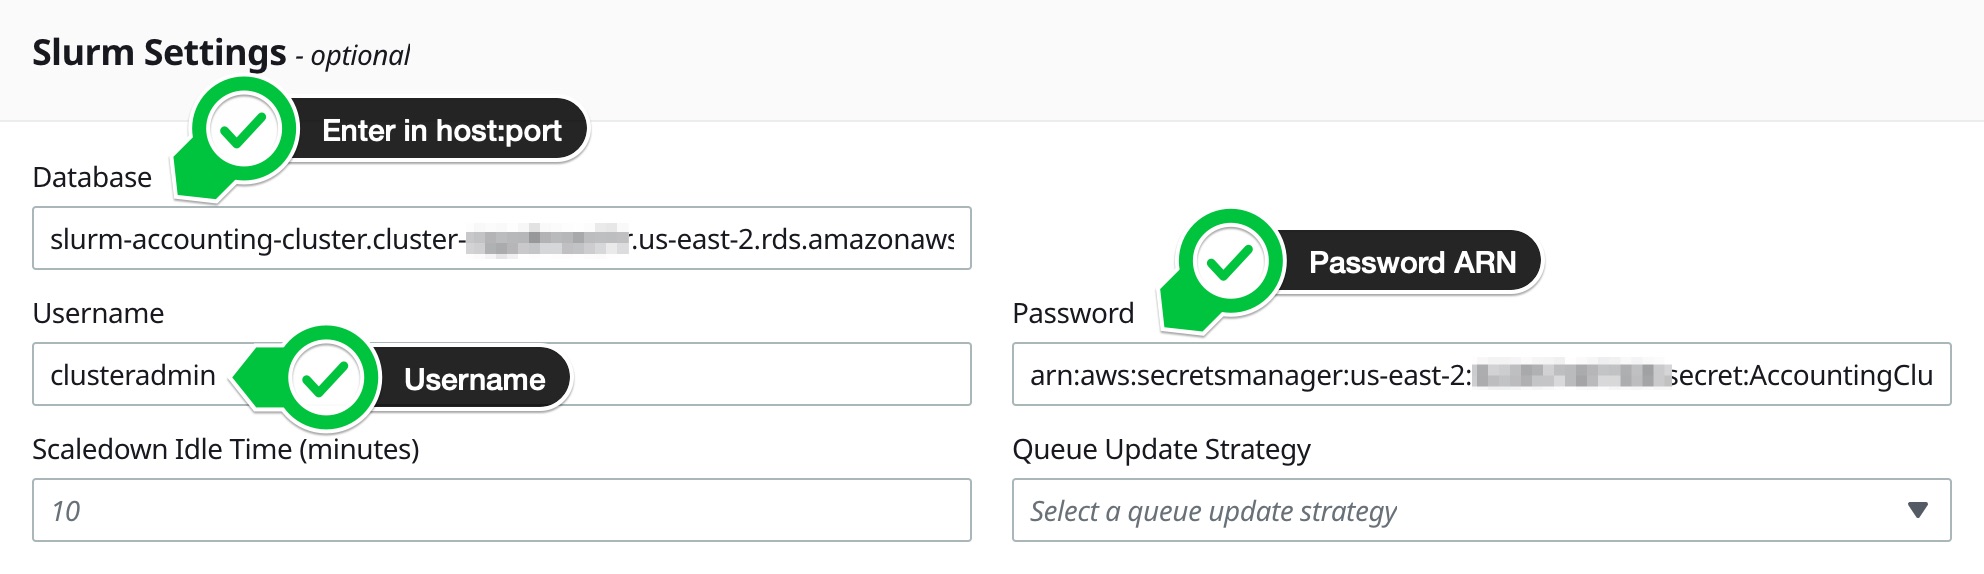 Slurm Settings - optional
Enter in host:port
Database
slurm-accounting-cluster.cluster- .us-east-2.rds.amazonaws
Password ARN
Username
Password
clusteradmin
Username
arn:aws:secretsmanager:us-east-2: secret:AccountingClu
Scaledown Idle Time (minutes)
Queue Update Strategy
10
Select a queue update strategy